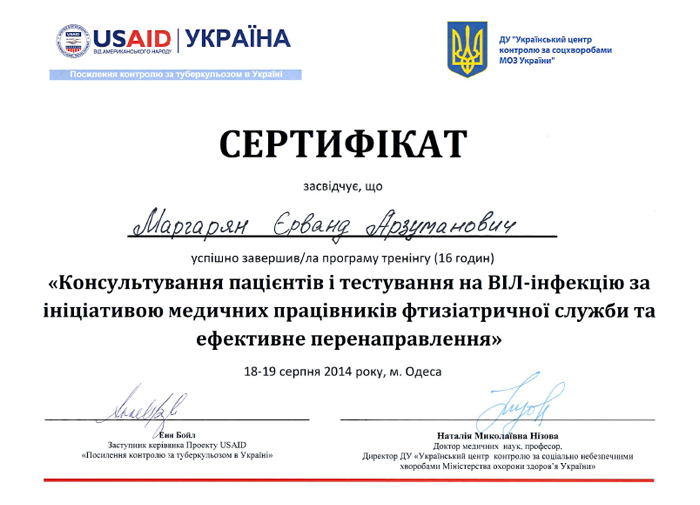 USAID | УКРАЇНА
ВІД АМЕРИКАНСЬКОГО НАРОДУ
Посилення контролю за туберкульозом в Україні
ДУ "Український центр
контролю за соцхворобами
МОЗ України"
СЕРТИФІКАТ
засвідчує, що
Маргарян Єрванд Арзуманович
успішно завершив/ла програму тренінгу (16 годин)
«Консультування пацієнтів і тестування на ВІЛ-інфекцію за
ініціативою медичних працівників фтизіатричної служби та
ефективне перенаправлення»
18-19 серпня 2014 року, м. Одеса
Еня Бойл
Заступник керівника Проекту USAID
«Посилення контролю за туберкульозом в Україні»
Наталія Миколаївна Нізова
Доктор медичних наук, професор,
Директор ДУ «Український центр контролю за соціально небезпечними
хворобами Міністерства охорони здоров'я України»